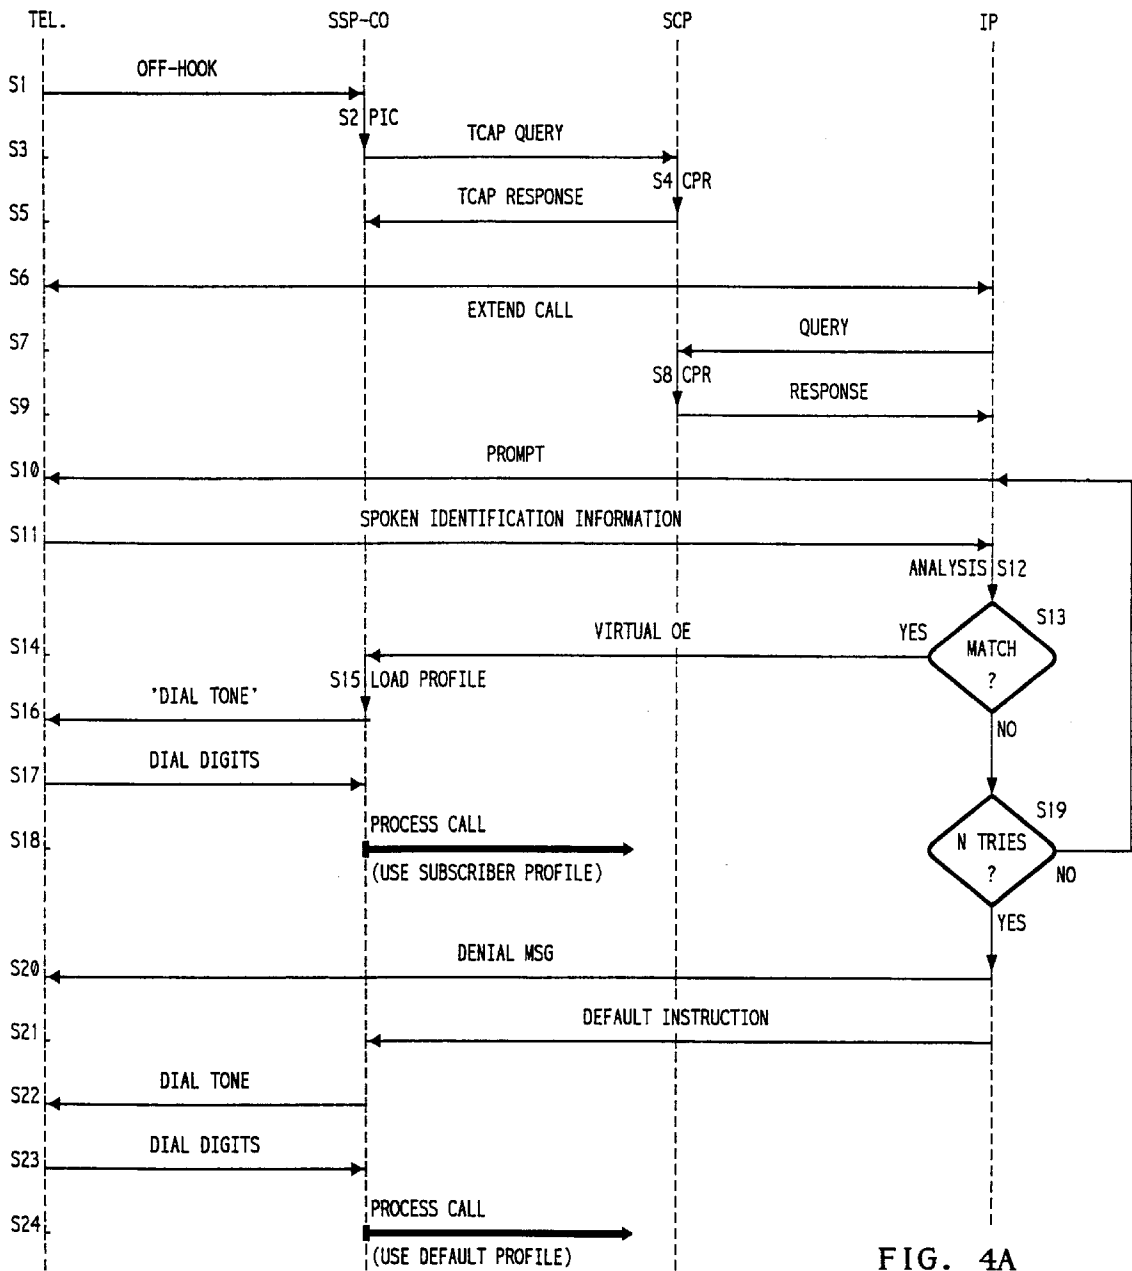 TEL. SSP-CO SCP IP
OFF-HOOK
S1
S2 PIC
TCAP QUERY
S3
S4 CPR
TCAP RESPONSE
S5
S6
EXTEND CALL
QUERY
S7
S8 CPR
RESPONSE
S9
PROMPT
S10
SPOKEN IDENTIFICATION INFORMATION
S11
ANALYSIS S12
S13
VIRTUAL OE YES
MATCH
?
S14
S15 LOAD PROFILE
'DIAL TONE'
S16
NO
DIAL DIGITS
S17
S19
PROCESS CALL
N TRIES
?
S18
(USE SUBSCRIBER PROFILE)
NO
YES
DENIAL MSG
S20
DEFAULT INSTRUCTION
S21
DIAL TONE
S22
DIAL DIGITS
S23
PROCESS CALL
S24
(USE DEFAULT PROFILE)
FIG. 4A